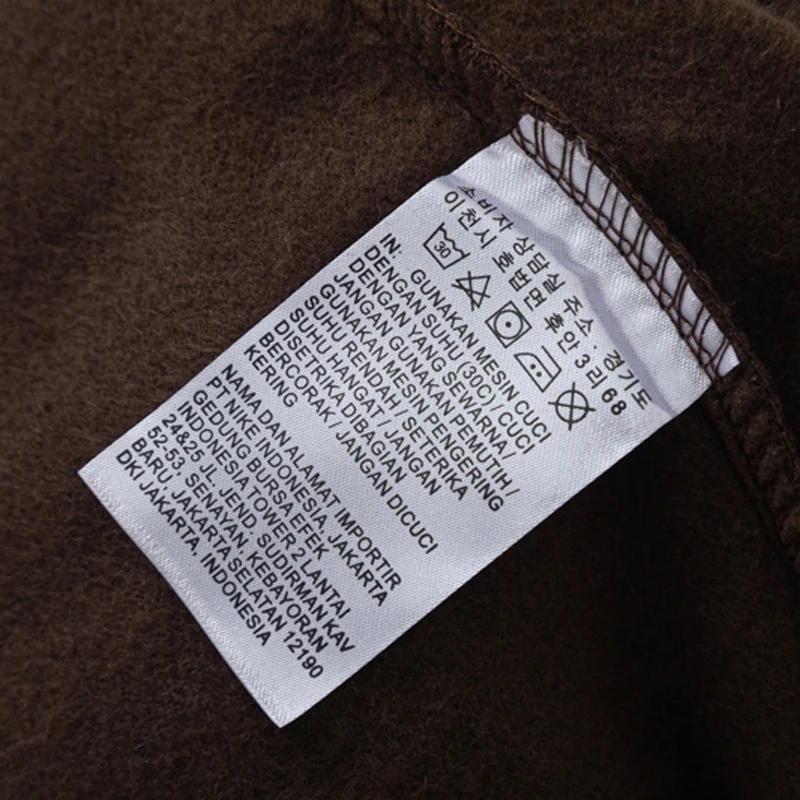 소비자 상담실 주소 : 경기도
이천시 호법면 후안 3 리 68
30
IN: GUNAKAN MESIN CUCI
DENGAN SUHU (30C) / CUCI
DENGAN YANG SEWARNA /
JANGAN GUNAKAN PEMUTIH /
GUNAKAN MESIN PENGERING
SUHU RENDAH / SETERIKA
SUHU HANGAT / JANGAN
DISETRIKA DIBAGIAN
BERCORAK / JANGAN DICUCI
KERING
NAMA DAN ALAMAT IMPORTIR
PT NIKE INDONESIA, JAKARTA
GEDUNG BURSA EFEK
INDONESIA TOWER 2 LANTAI
24&25 JL. JEND. SUDIRMAN KAV
52-53, SENAYAN, KEBAYORAN
BARU, JAKARTA SELATAN 12190
DKI JAKARTA, INDONESIA